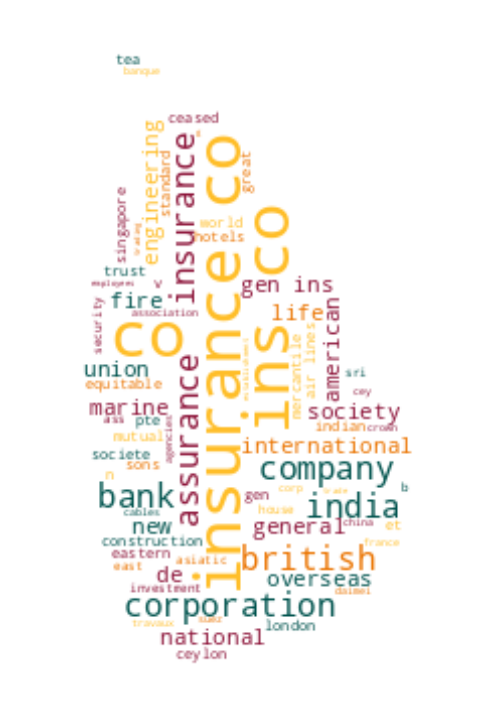 tea
banque
ceased
engineering
insurance
insurance co
standard
great
singapore
world
hotels
ins co
trading
trust
gen ins
employees
v
fire
association
life
american
security
co
air lines
mercantile
union
assurance
sri
equitable
cey
marine
society
ass
pte
agencies
indian
crown
mutual
international
societe
sons
company
n
bank
gen
corp
b
india
cables
house
new
general
china
et
construction
france
eastern
asiatic
british
east
de
overseas
investment
daimei
corporation
travaux
suez
london
national
ceylon